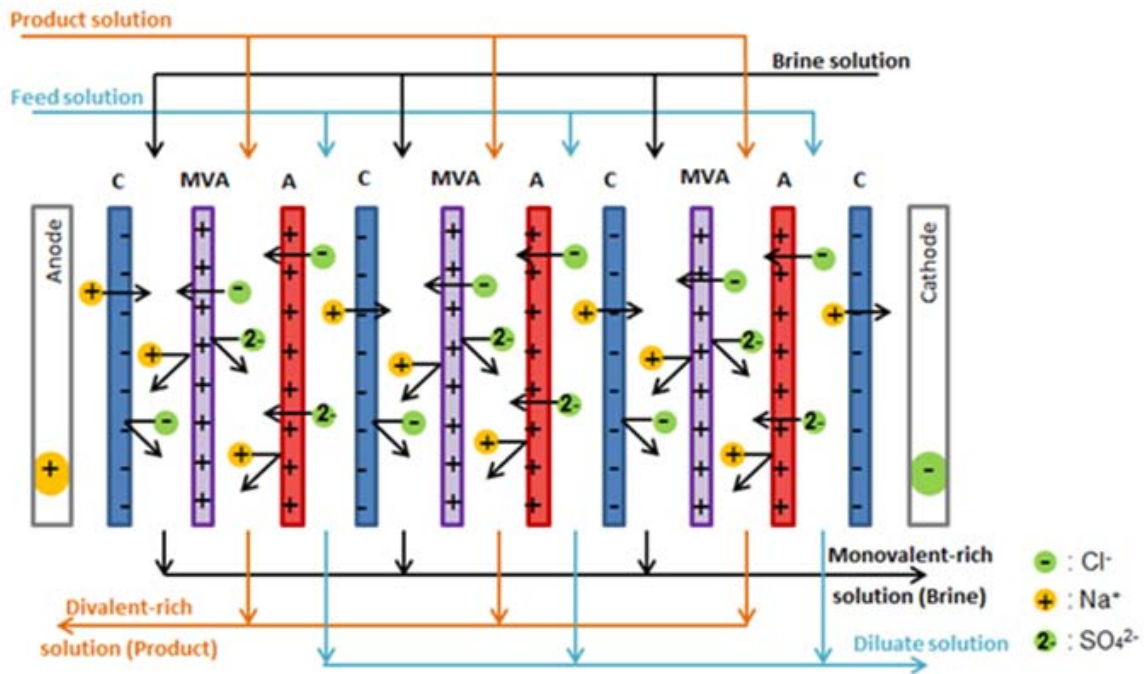 Product solution
Brine solution
Feed solution
C MVA A C MVA A C MVA A C
Anode
Cathode
+
-
Monovalent-rich
solution (Brine)
Divalent-rich
solution (Product)
Diluate solution
- : Cl⁻
+ : Na⁺
2- : SO₄²⁻